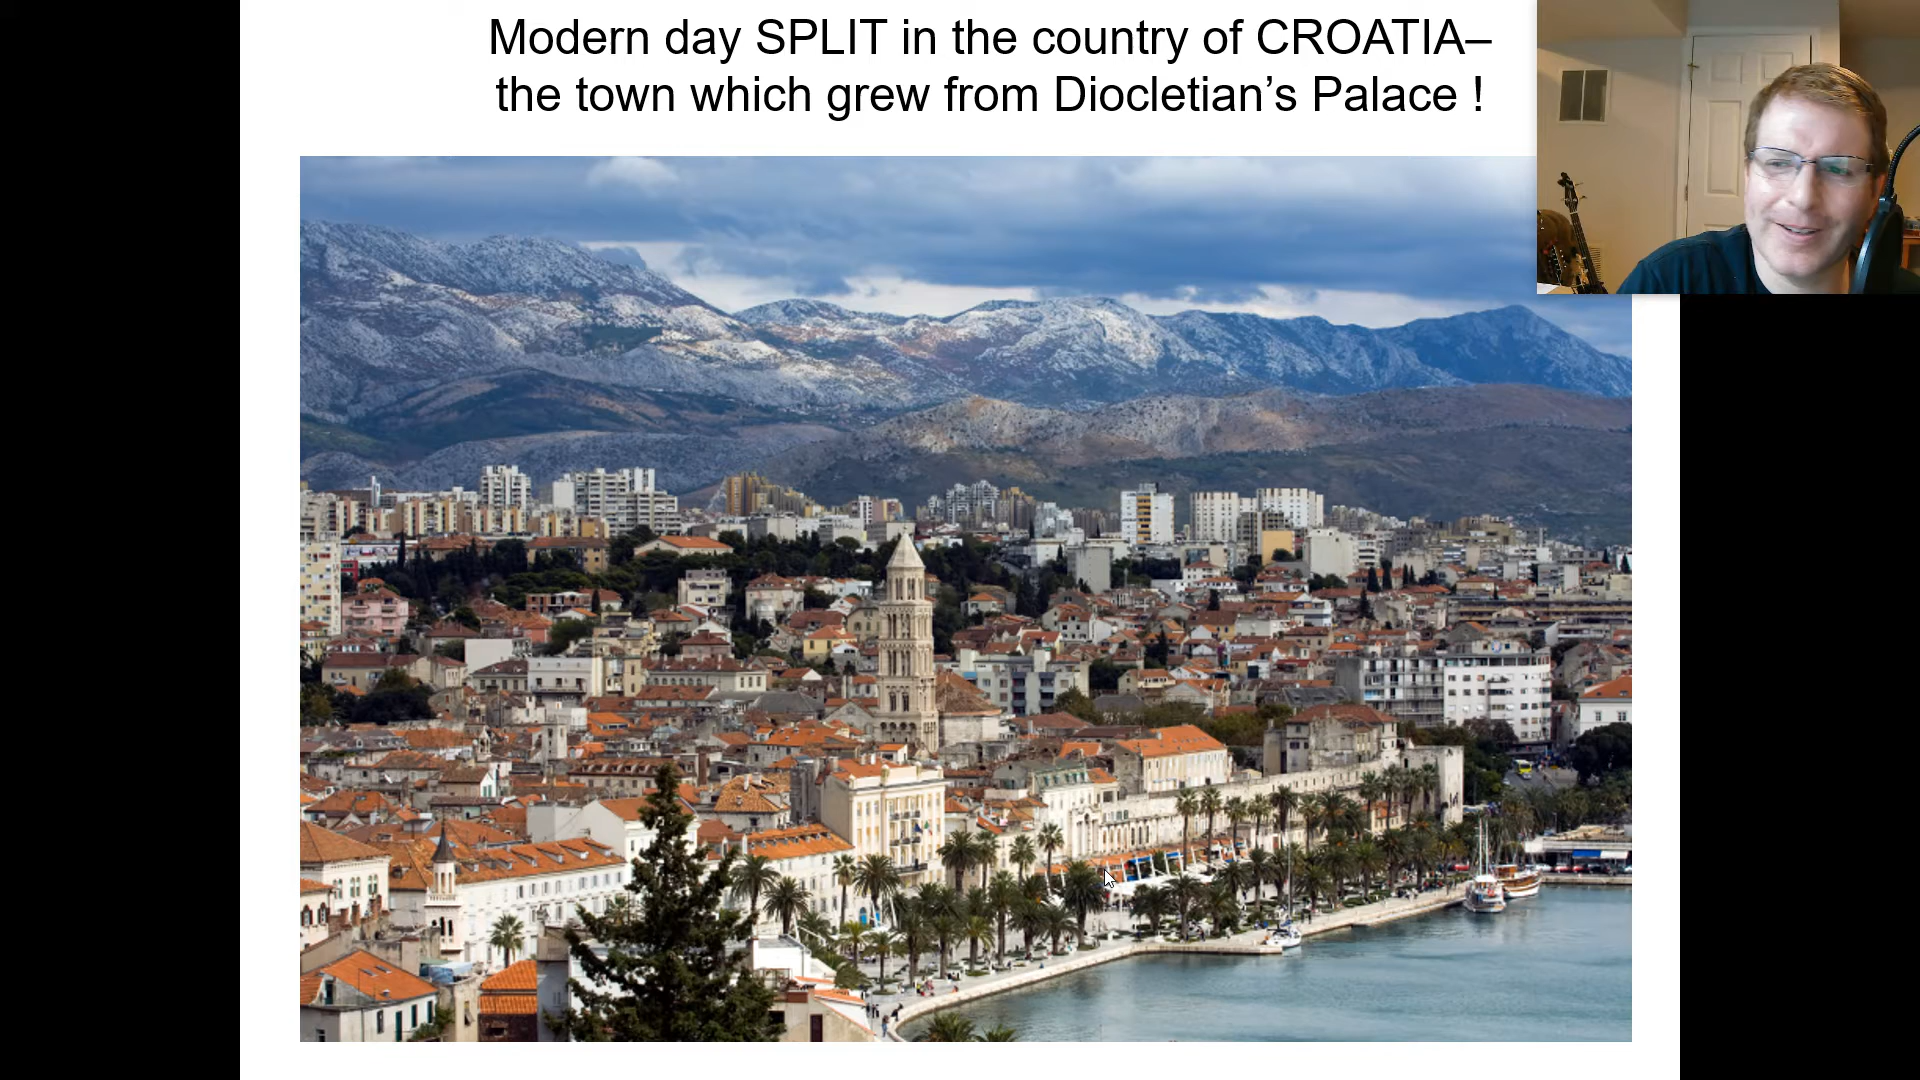 Modern day SPLIT in the country of CROATIA–
the town which grew from Diocletian’s Palace !